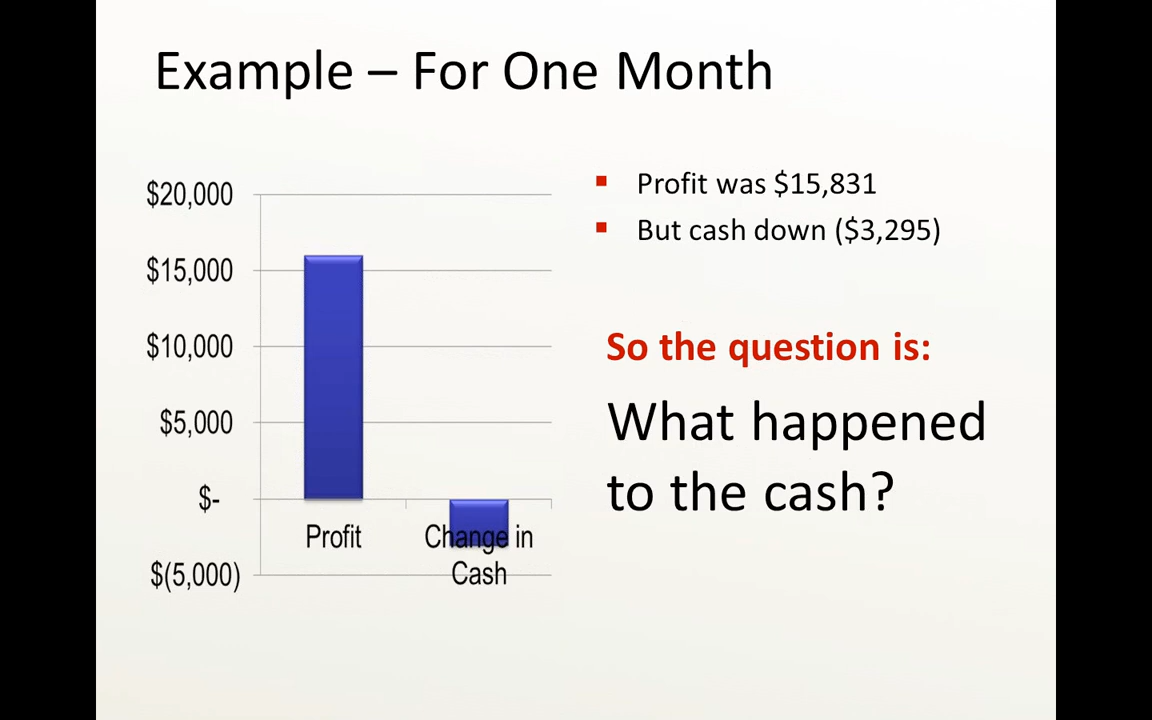 Example – For One Month
$20,000
$15,000
$10,000
$5,000
$-
$(5,000)
Profit
Change in
Cash
▪ Profit was $15,831
▪ But cash down ($3,295)
So the question is:
What happened
to the cash?